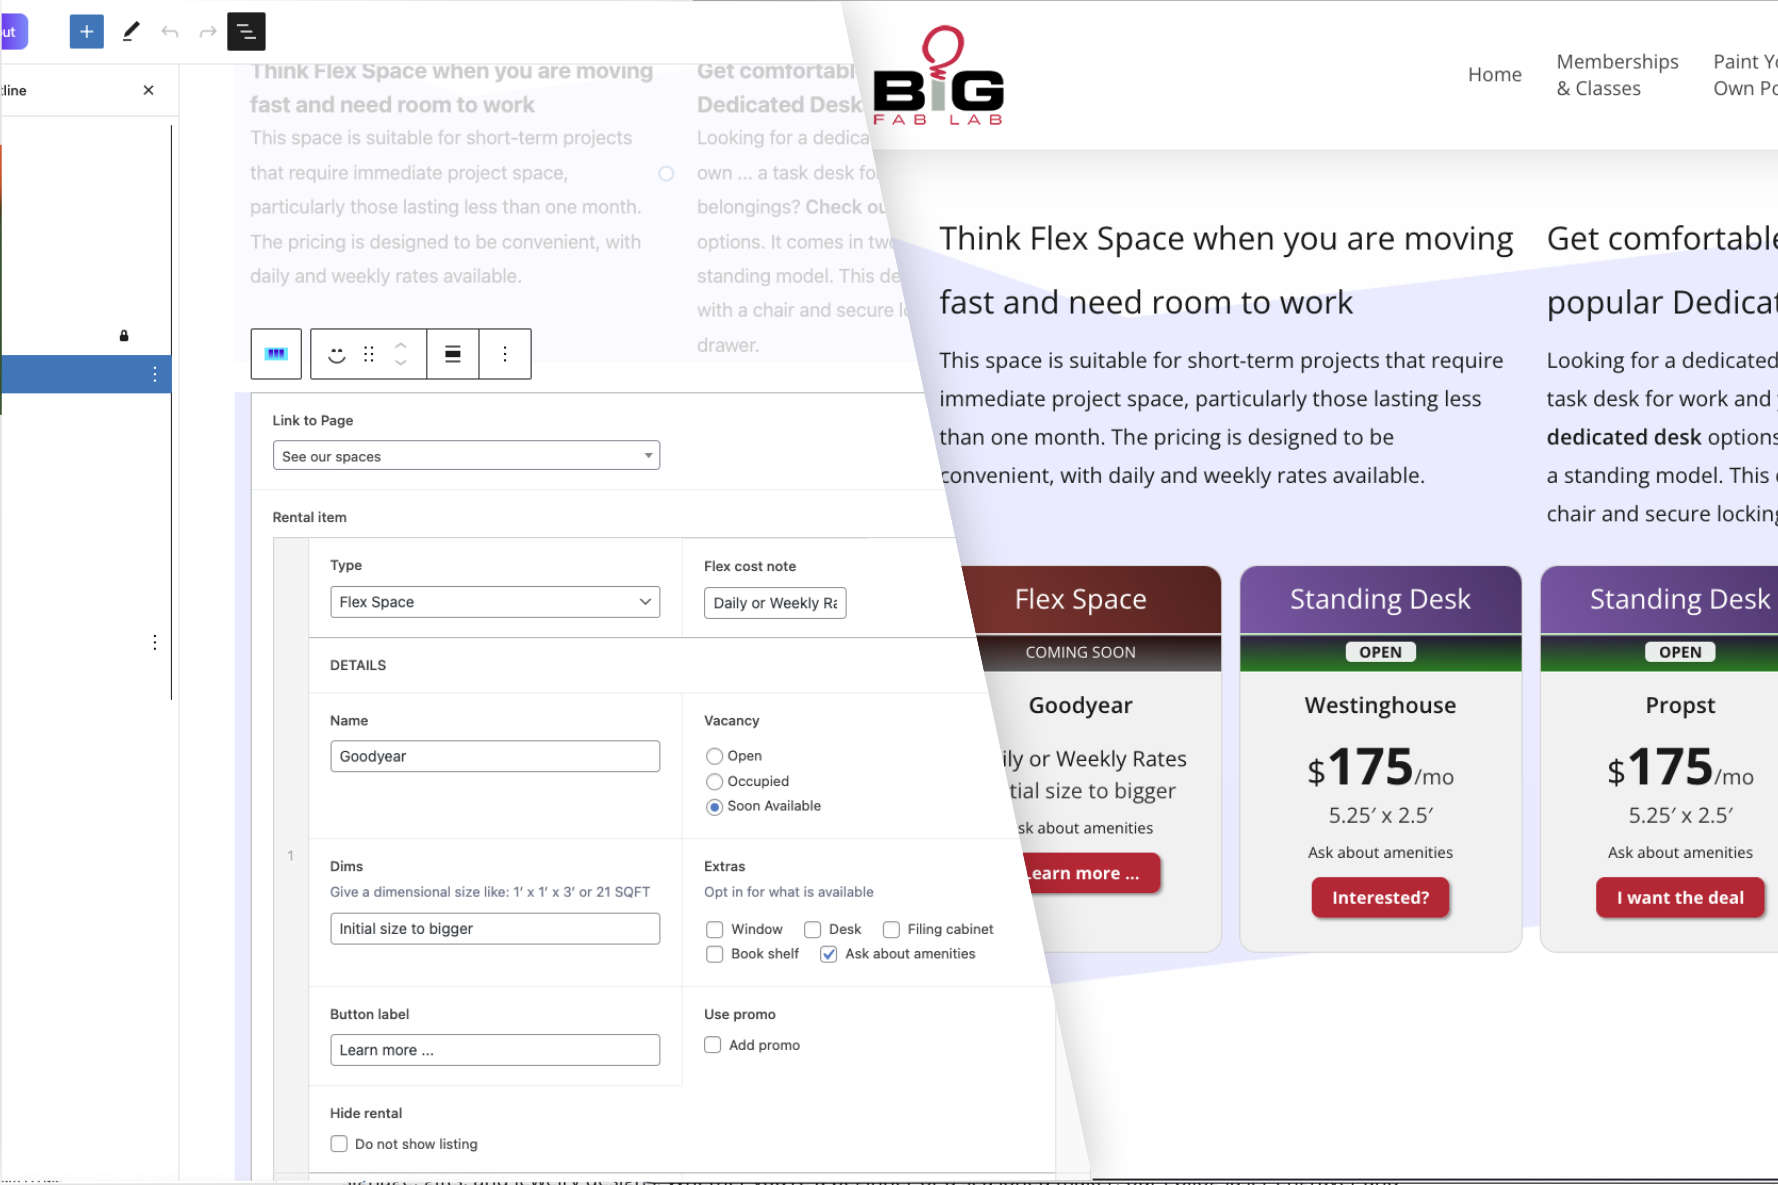 out
tline
Think Flex Space when you are moving
fast and need room to work
This space is suitable for short-term projects
that require immediate project space,
particularly those lasting less than one month.
The pricing is designed to be convenient, with
daily and weekly rates available.
Get comfortabl
Dedicated Desk
Looking for a dedica
own ... a task desk fo
belongings? Check ou
options. It comes in two
standing model. This de
with a chair and secure lo
drawer.
Link to Page
See our spaces
Rental item
1
Type
Flex Space
Flex cost note
Daily or Weekly Ra
DETAILS
Name
Goodyear
Vacancy
Open
Occupied
Soon Available
Dims
Give a dimensional size like: 1’ x 1’ x 3’ or 21 SQFT
Initial size to bigger
Extras
Opt in for what is available
Window Desk Filing cabinet
Book shelf Ask about amenities
Button label
Learn more ...
Use promo
Add promo
Hide rental
Do not show listing
BiG
FAB LAB
Home
Memberships
& Classes
Paint Yo
Own Po
Think Flex Space when you are moving
fast and need room to work
This space is suitable for short-term projects that require
immediate project space, particularly those lasting less
than one month. The pricing is designed to be
convenient, with daily and weekly rates available.
Get comfortable
popular Dedicat
Looking for a dedicated
task desk for work and
dedicated desk options
a standing model. This
chair and secure locking
Flex Space
COMING SOON
Goodyear
ily or Weekly Rates
tial size to bigger
sk about amenities
Learn more ...
Standing Desk
OPEN
Westinghouse
$175/mo
5.25′ x 2.5′
Ask about amenities
Interested?
Standing Desk
OPEN
Propst
$175/mo
5.25′ x 2.5′
Ask about amenities
I want the deal